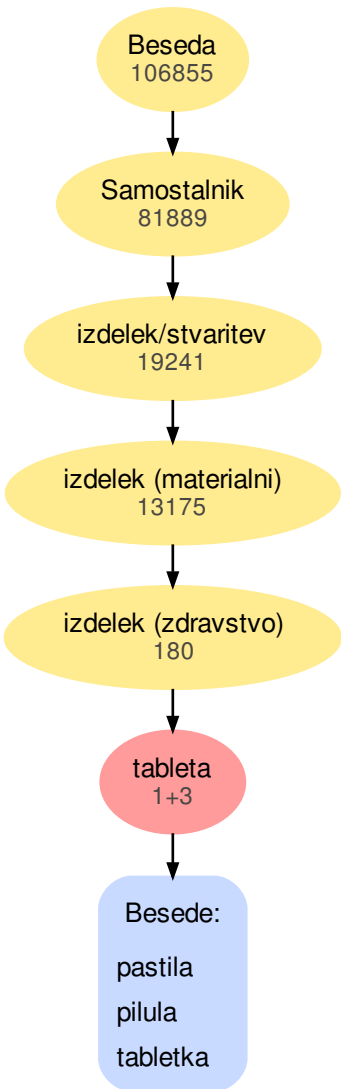 Beseda
106855
Samostalnik
81889
izdelek/stvaritev
19241
izdelek (materialni)
13175
izdelek (zdravstvo)
180
tableta
1+3
Besede:
pastila
pilula
tabletka